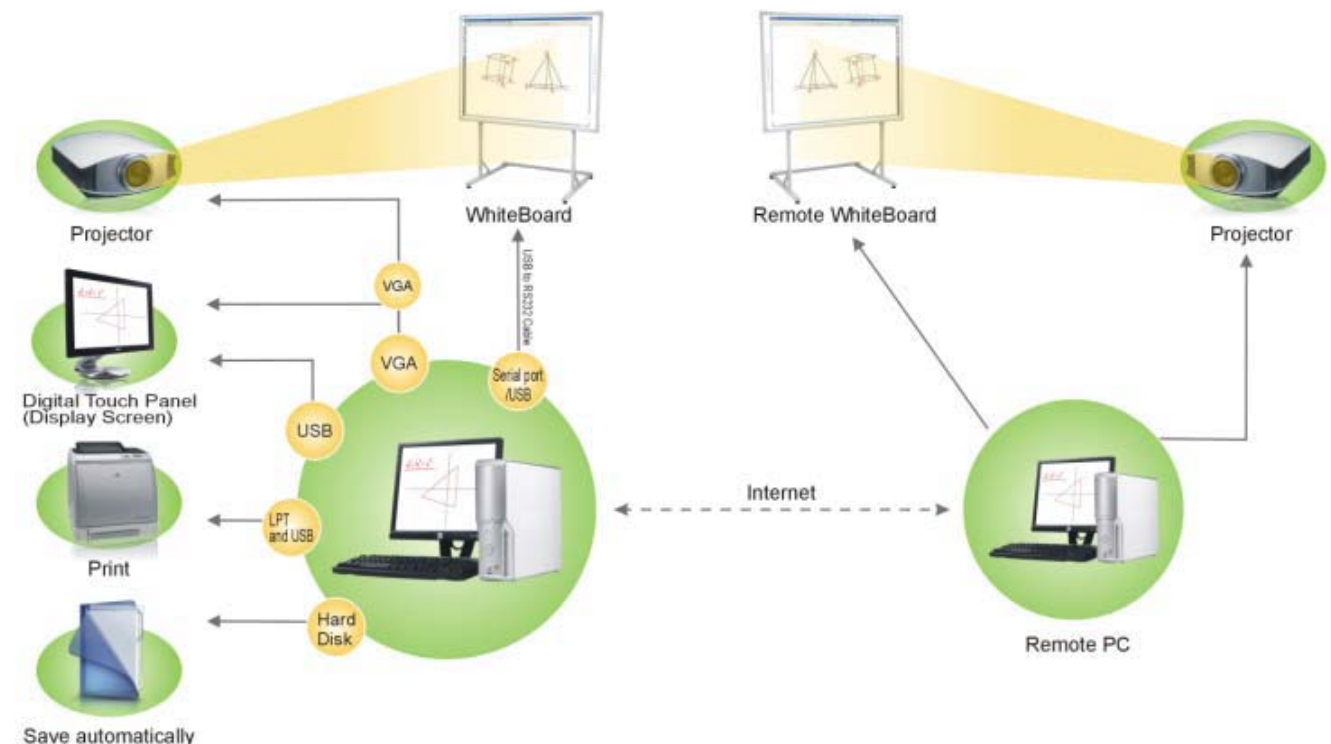 WhiteBoard
Remote WhiteBoard
Projector
Projector
VGA
USB to RS232 Cable
VGA
Serial port
/USB
Digital Touch Panel
(Display Screen)
USB
Internet
LPT
and USB
Print
Hard
Disk
Remote PC
Save automatically